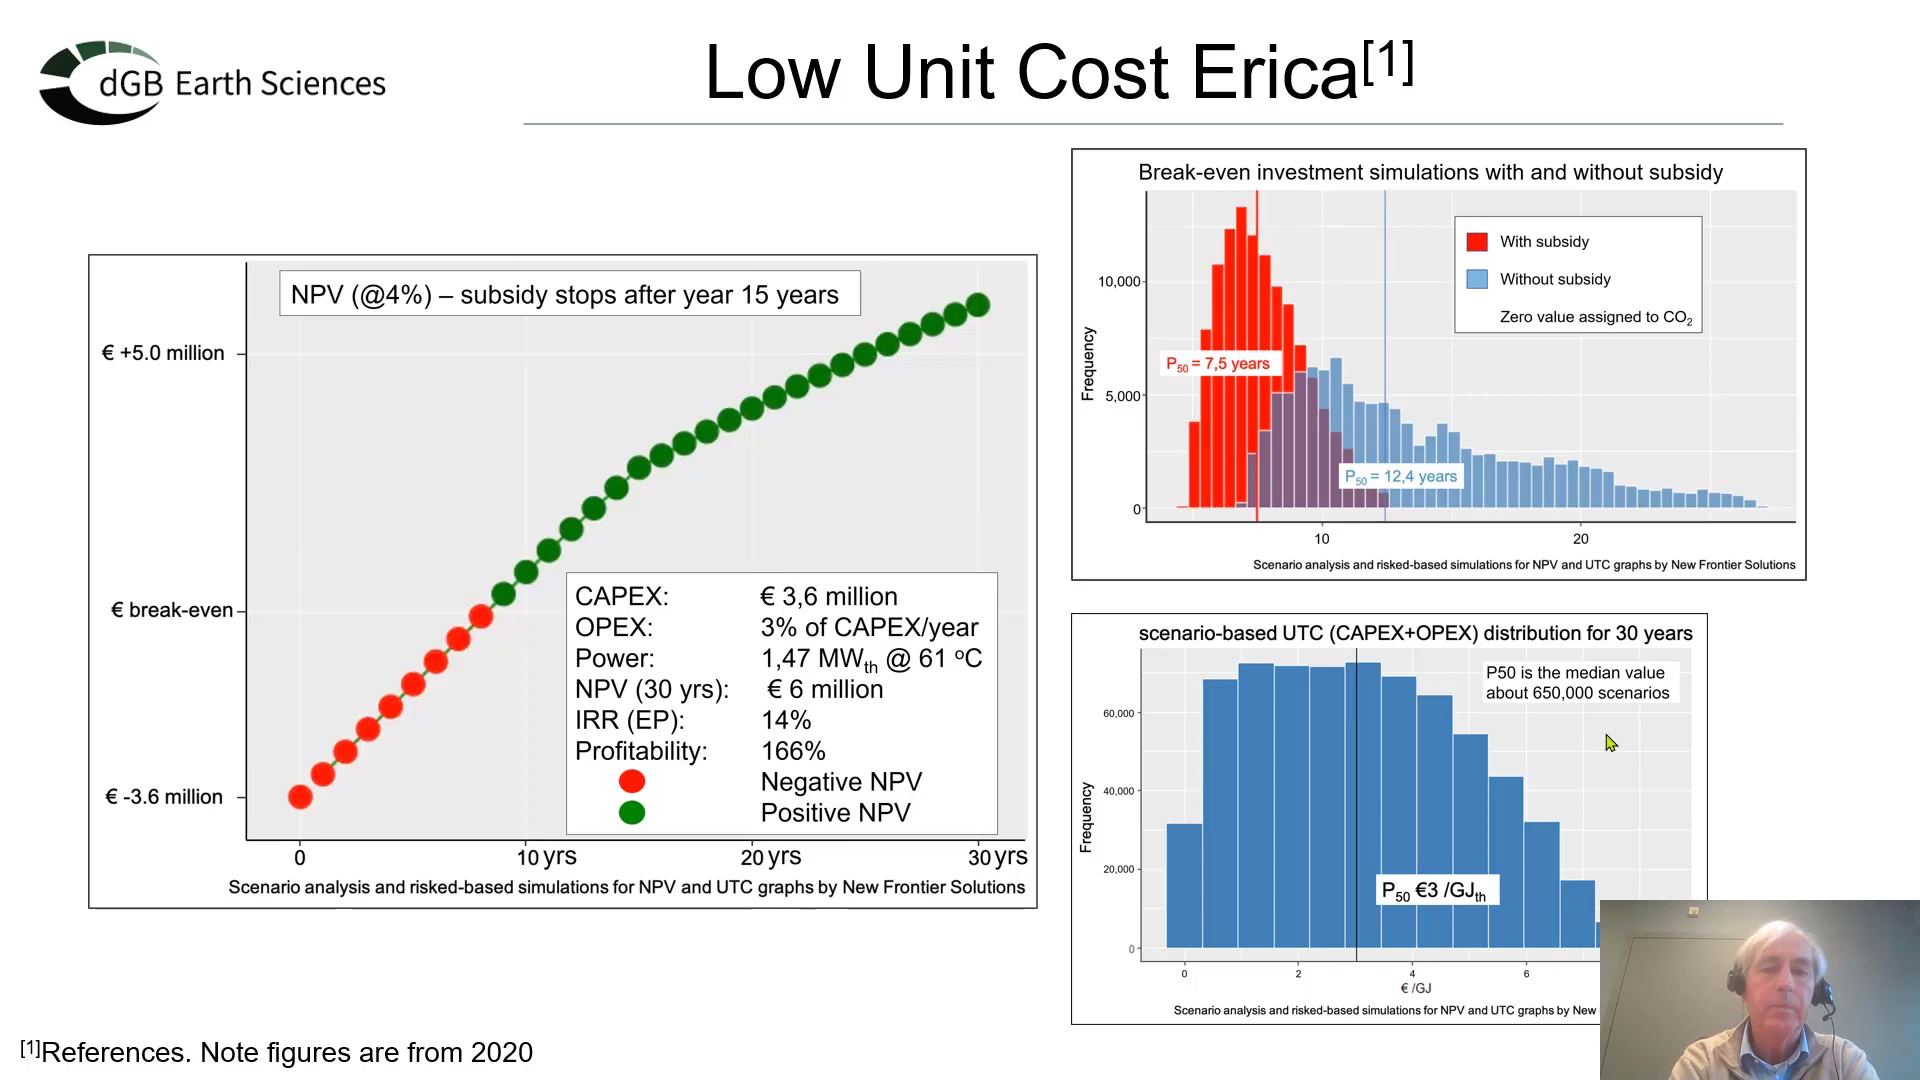 dGB Earth Sciences
Low Unit Cost Erica[1]
NPV (@4%) – subsidy stops after year 15 years
€ +5.0 million
€ break-even
€ -3.6 million
CAPEX: € 3,6 million
OPEX: 3% of CAPEX/year
Power: 1,47 MWth @ 61 oC
NPV (30 yrs): € 6 million
IRR (EP): 14%
Profitability: 166%
Negative NPV
Positive NPV
0 10 yrs 20 yrs 30 yrs
Scenario analysis and risked-based simulations for NPV and UTC graphs by New Frontier Solutions
Break-even investment simulations with and without subsidy
With subsidy
Without subsidy
Zero value assigned to CO2
Frequency
10,000
5,000
0
P50 = 7,5 years
P50 = 12,4 years
10 20
Scenario analysis and risked-based simulations for NPV and UTC graphs by New Frontier Solutions
scenario-based UTC (CAPEX+OPEX) distribution for 30 years
P50 is the median value
about 650,000 scenarios
Frequency
60,000
40,000
20,000
0
P50 €3 /GJth
0 2 4 6
€ /GJ
Scenario analysis and risked-based simulations for NPV and UTC graphs by New
[1]References. Note figures are from 2020